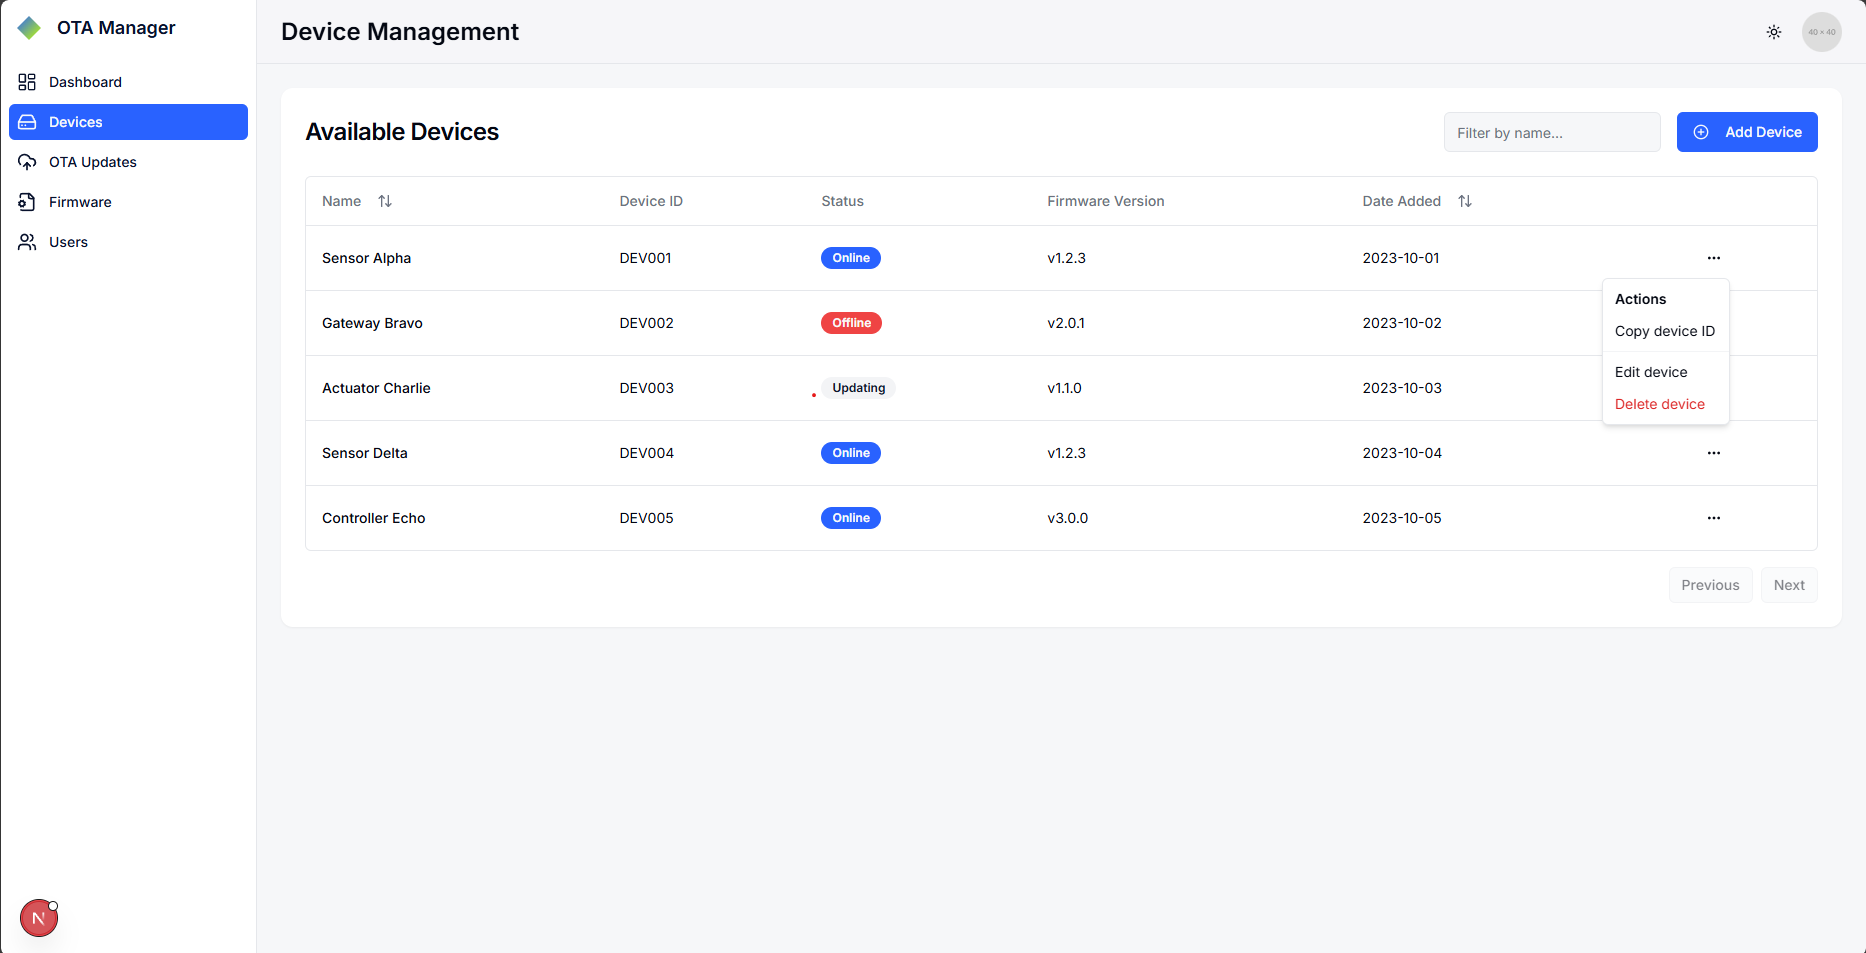 OTA Manager
Device Management
40 × 40
Dashboard
Devices
OTA Updates
Firmware
Users
Available Devices
Filter by name...
Add Device
Name Device ID Status Firmware Version Date Added
Sensor Alpha DEV001 Online v1.2.3 2023-10-01 ...
Gateway Bravo DEV002 Offline v2.0.1 2023-10-02
Actuator Charlie DEV003 Updating v1.1.0 2023-10-03
Sensor Delta DEV004 Online v1.2.3 2023-10-04 ...
Controller Echo DEV005 Online v3.0.0 2023-10-05 ...
Actions
Copy device ID
Edit device
Delete device
Previous Next
N